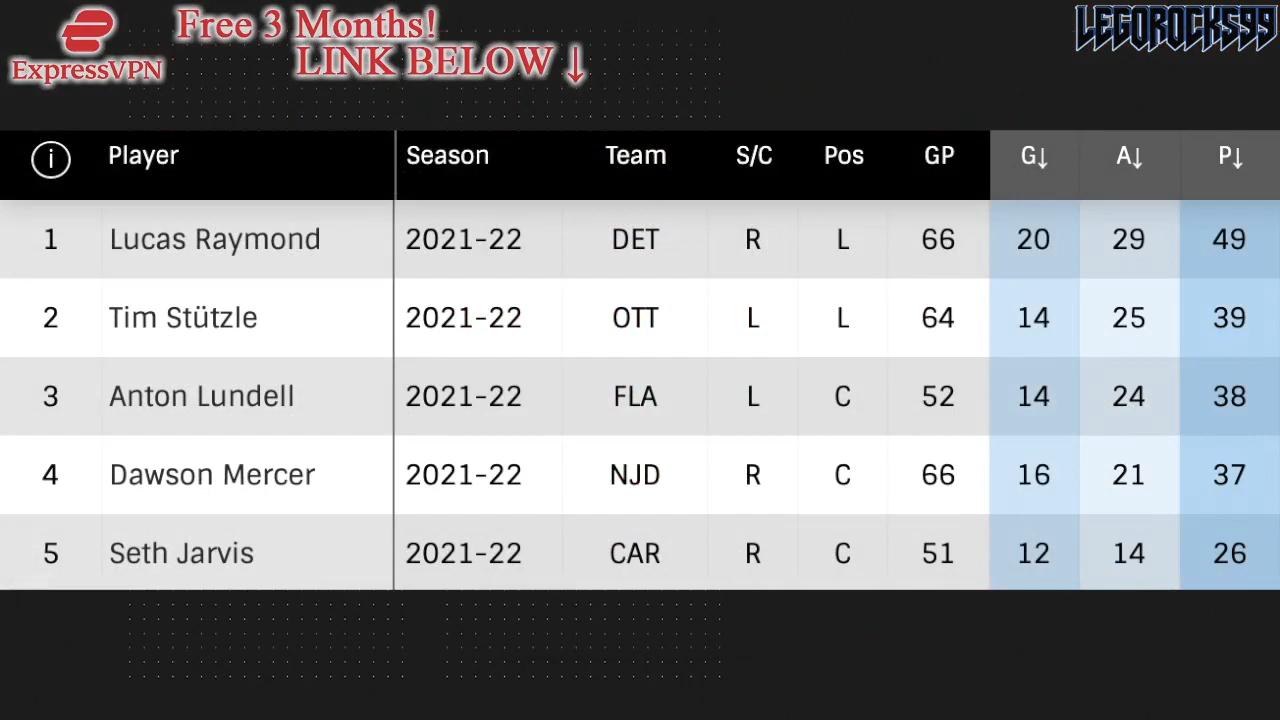 ExpressVPN
Free 3 Months!
LINK BELOW ↓
LEGOROCKS99
i Player Season Team S/C Pos GP G↓ A↓ P↓
1 Lucas Raymond 2021-22 DET R L 66 20 29 49
2 Tim Stützle 2021-22 OTT L L 64 14 25 39
3 Anton Lundell 2021-22 FLA L C 52 14 24 38
4 Dawson Mercer 2021-22 NJD R C 66 16 21 37
5 Seth Jarvis 2021-22 CAR R C 51 12 14 26